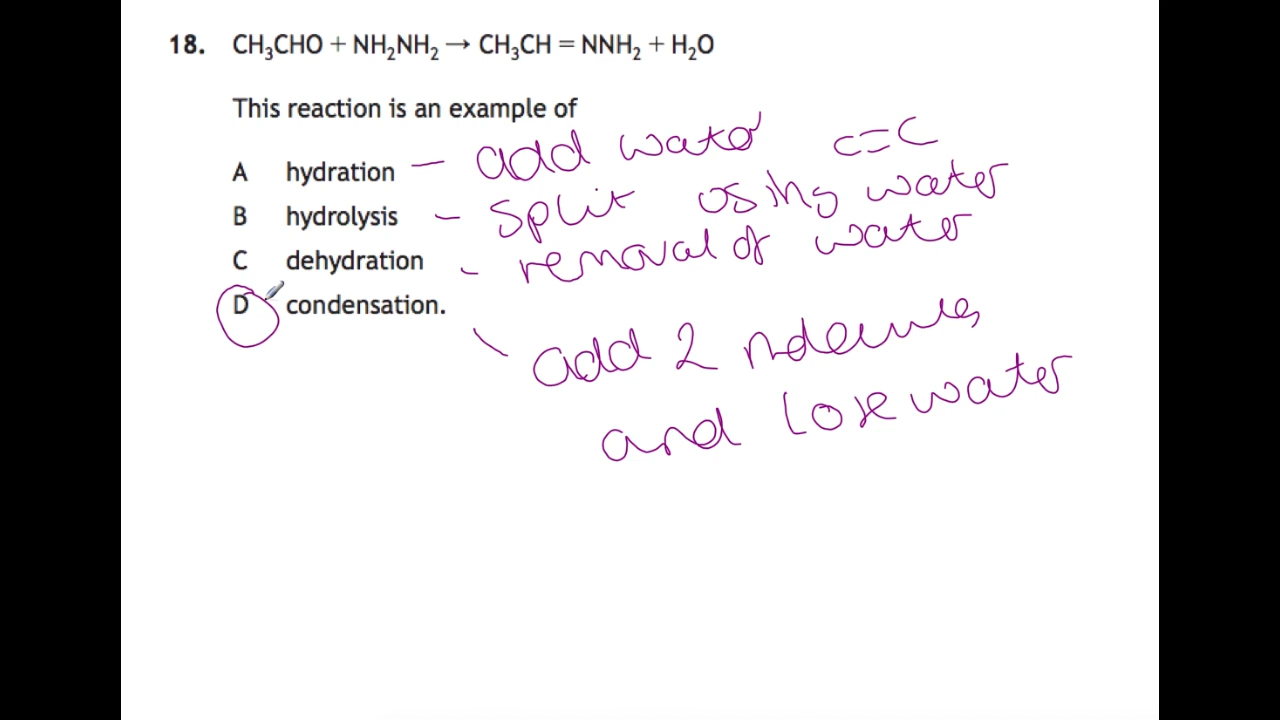 18. CH₃CHO + NH₂NH₂ → CH₃CH = NNH₂ + H₂O
This reaction is an example of
A hydration – add water C=C
B hydrolysis – split using water
C dehydration – removal of water
D condensation.
add 2 molecules
and lose water